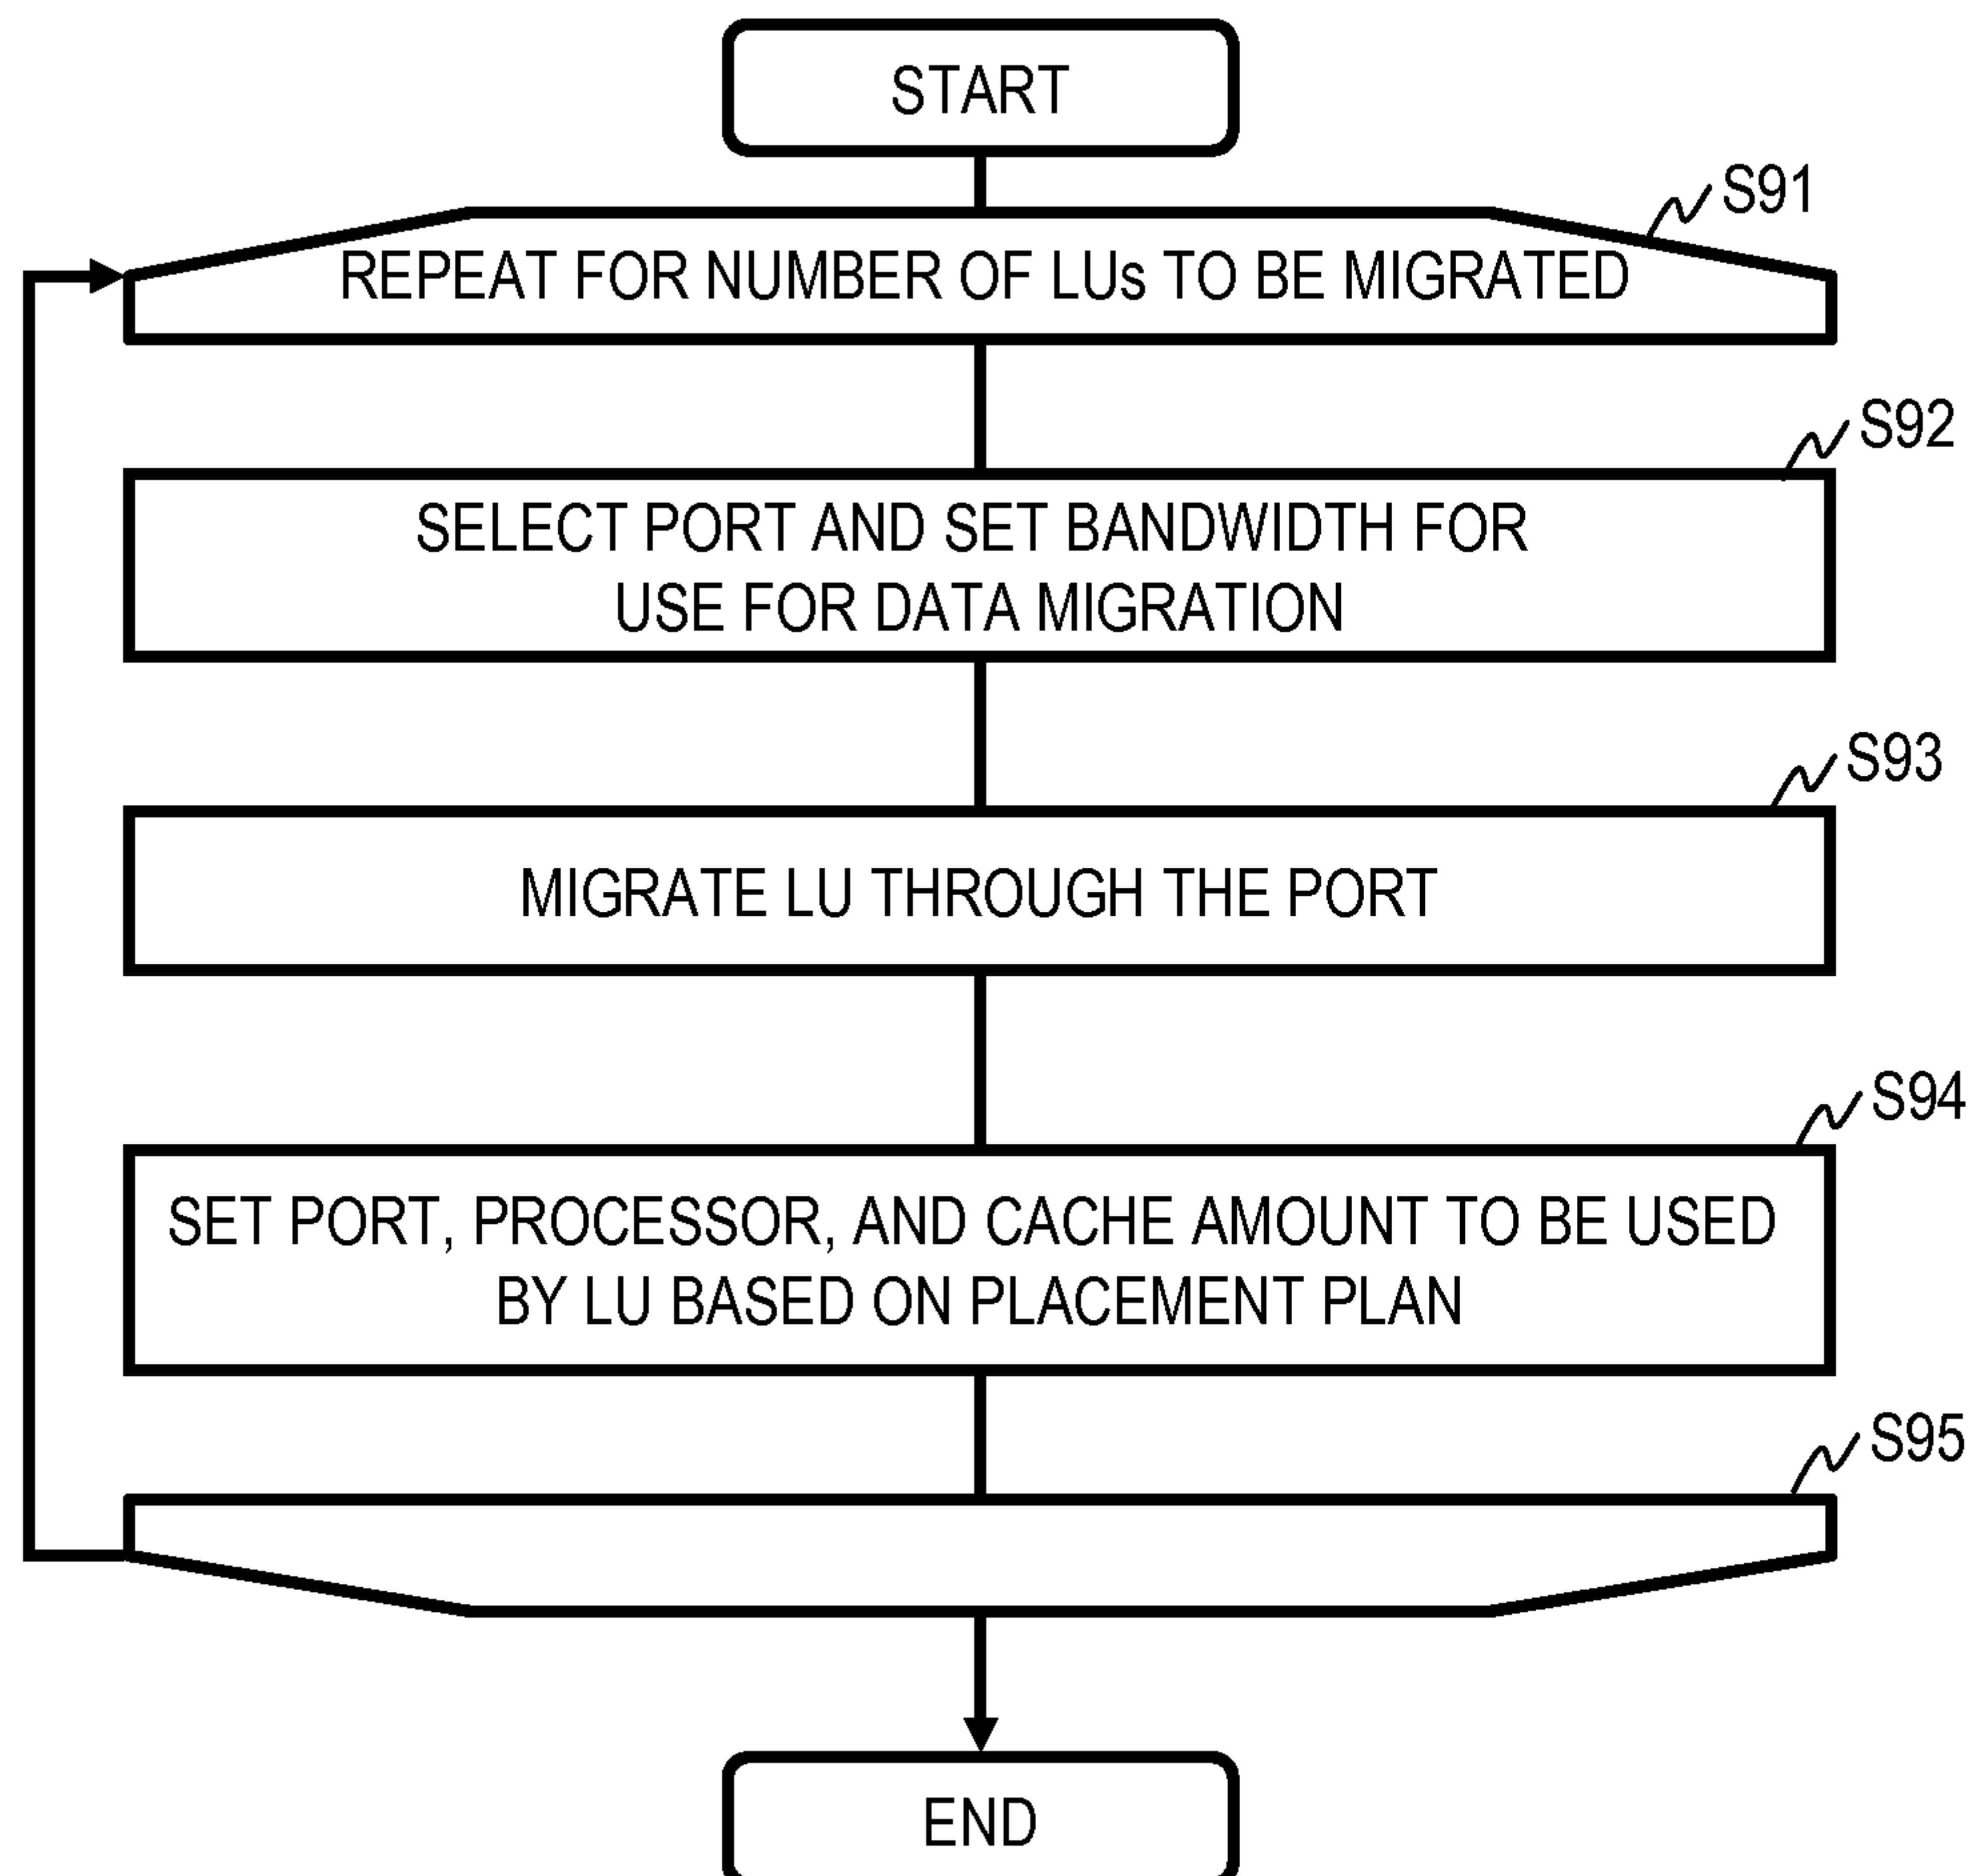 START
S91
REPEAT FOR NUMBER OF LUs TO BE MIGRATED
S92
SELECT PORT AND SET BANDWIDTH FOR
USE FOR DATA MIGRATION
S93
MIGRATE LU THROUGH THE PORT
S94
SET PORT, PROCESSOR, AND CACHE AMOUNT TO BE USED
BY LU BASED ON PLACEMENT PLAN
S95
END